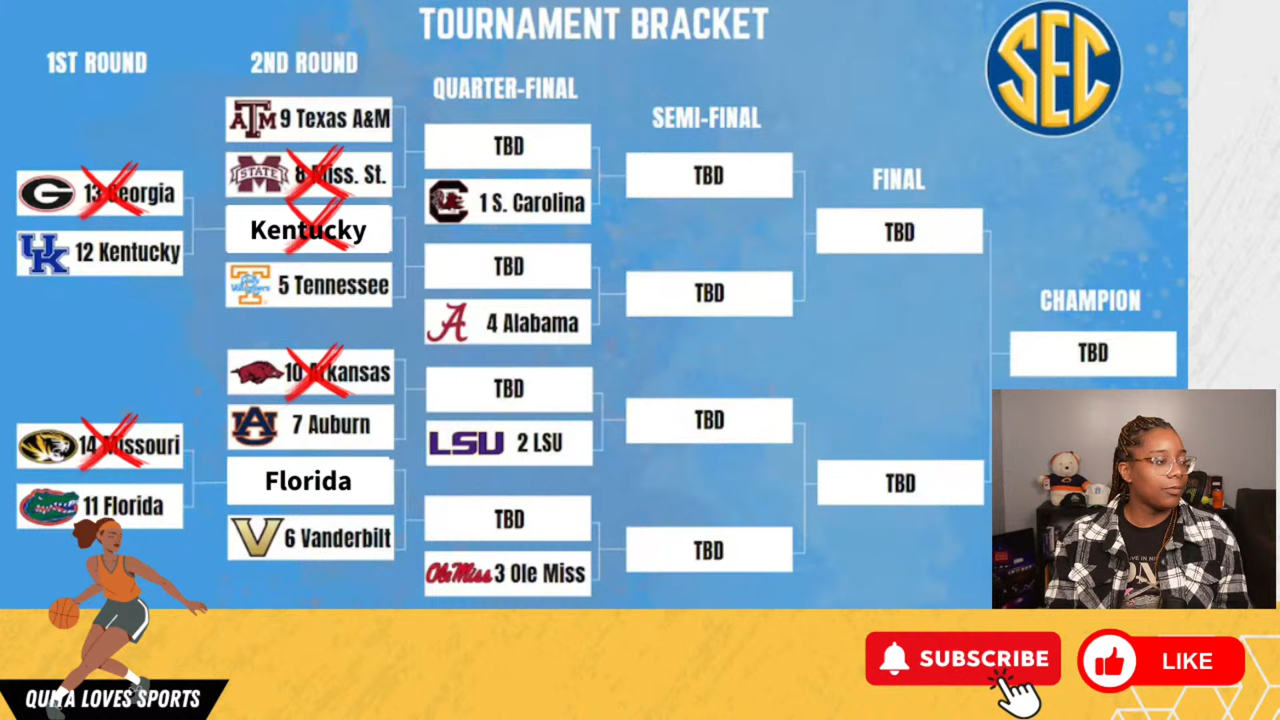 TOURNAMENT BRACKET
SEC
1ST ROUND
2ND ROUND
QUARTER-FINAL
SEMI-FINAL
FINAL
CHAMPION
13 Georgia
12 Kentucky
14 Missouri
11 Florida
9 Texas A&M
STATE 8 Miss. St.
Kentucky
5 Tennessee
10 Arkansas
7 Auburn
Florida
6 Vanderbilt
TBD
1 S. Carolina
TBD
4 Alabama
TBD
LSU 2 LSU
TBD
Ole Miss 3 Ole Miss
TBD
TBD
TBD
TBD
TBD
TBD
TBD
QUITA LOVES SPORTS
SUBSCRIBE
LIKE